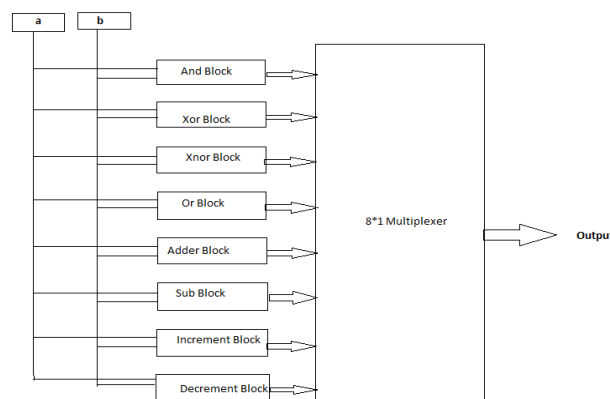 a
b
And Block
Xor Block
Xnor Block
Or Block
Adder Block
Sub Block
Increment Block
Decrement Block
8*1 Multiplexer
Output